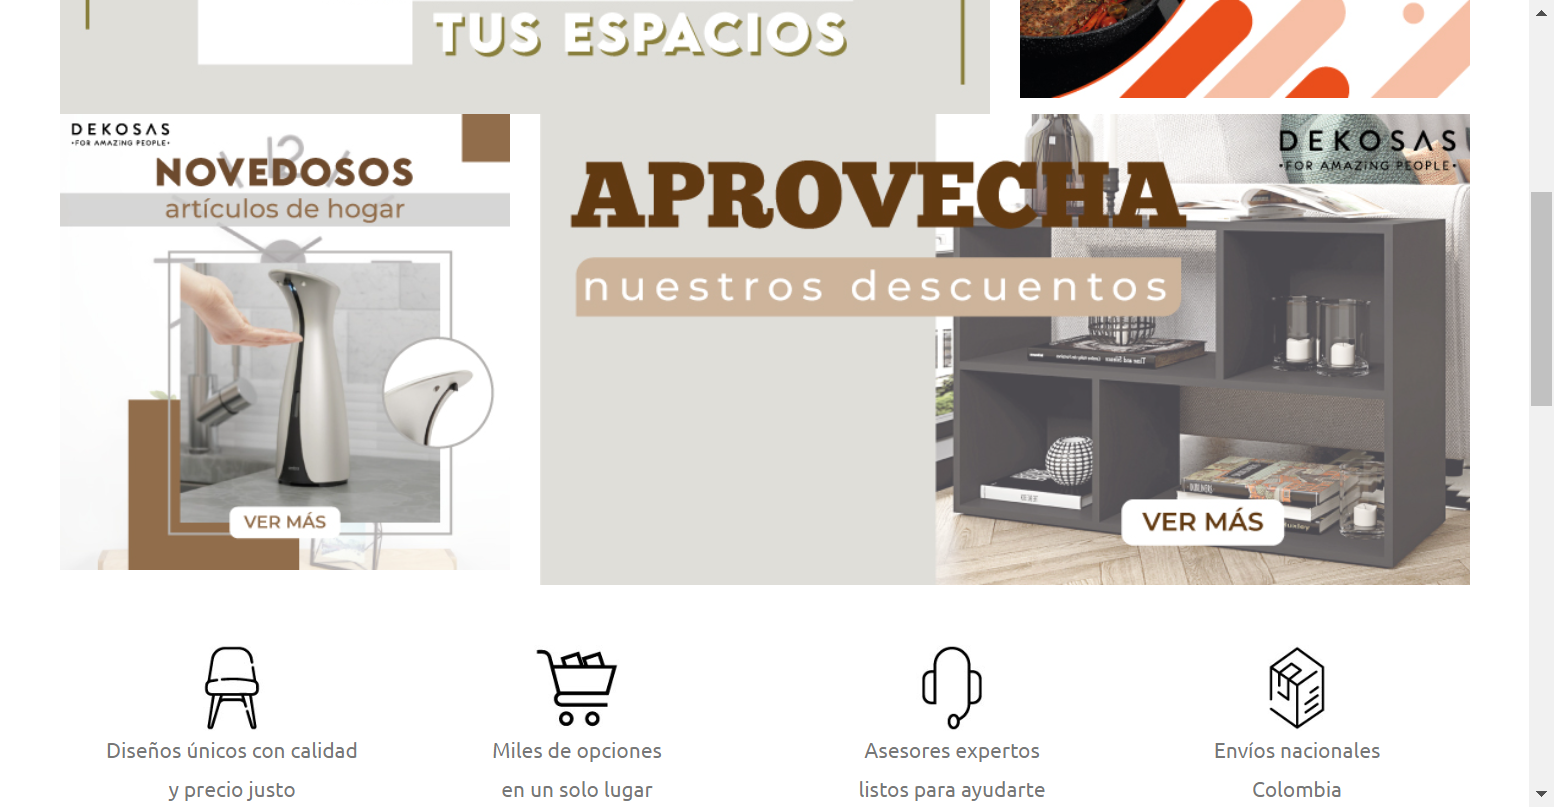 TUS ESPACIOS
DEKOSAS
•FOR AMAZING PEOPLE•
NOVEDOSOS
artículos de hogar
VER MÁS
APROVECHA
nuestros descuentos
DEKOSAS
•FOR AMAZING PEOPLE•
VER MÁS
Diseños únicos con calidad
y precio justo
Miles de opciones
en un solo lugar
Asesores expertos
listos para ayudarte
Envíos nacionales
Colombia